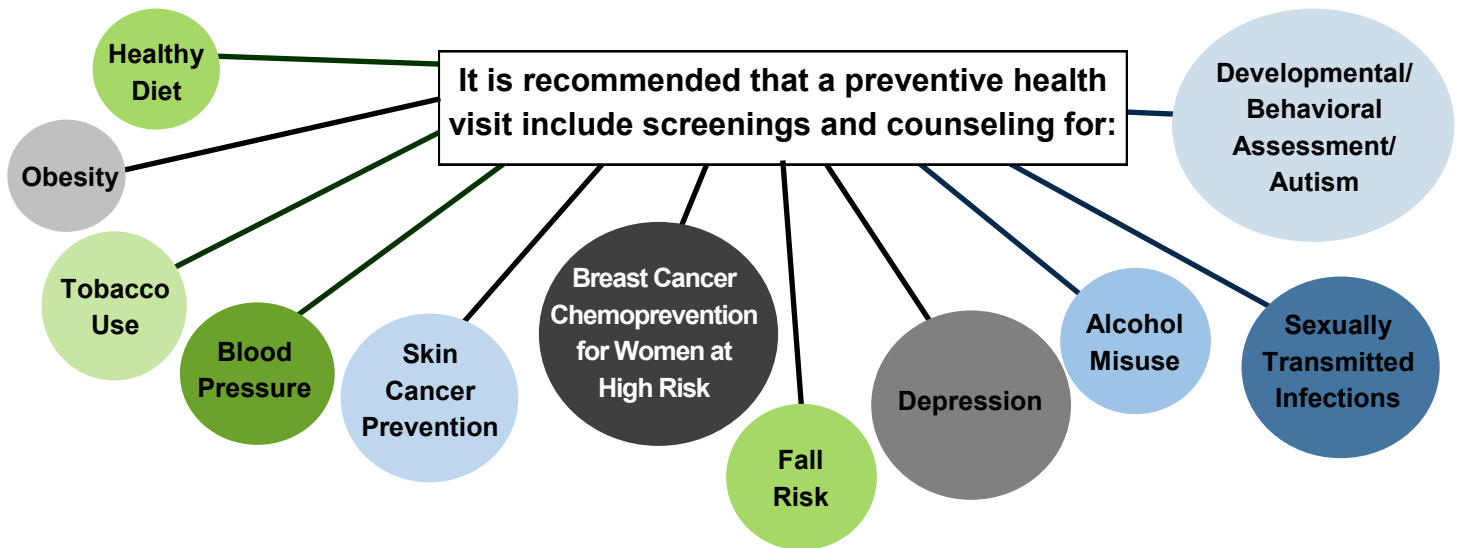 It is recommended that a preventive health
visit include screenings and counseling for:
Healthy
Diet
Obesity
Tobacco
Use
Blood
Pressure
Skin
Cancer
Prevention
Breast Cancer
Chemoprevention
for Women at
High Risk
Fall
Risk
Depression
Alcohol
Misuse
Sexually
Transmitted
Infections
Developmental/
Behavioral
Assessment/
Autism